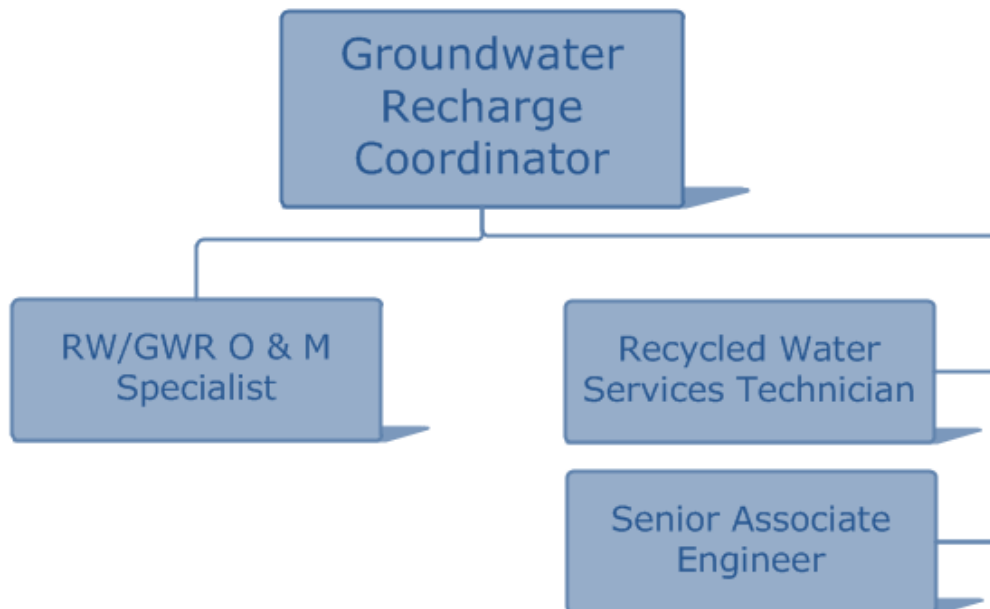 Groundwater
Recharge
Coordinator
RW/GWR O & M
Specialist
Recycled Water
Services Technician
Senior Associate
Engineer